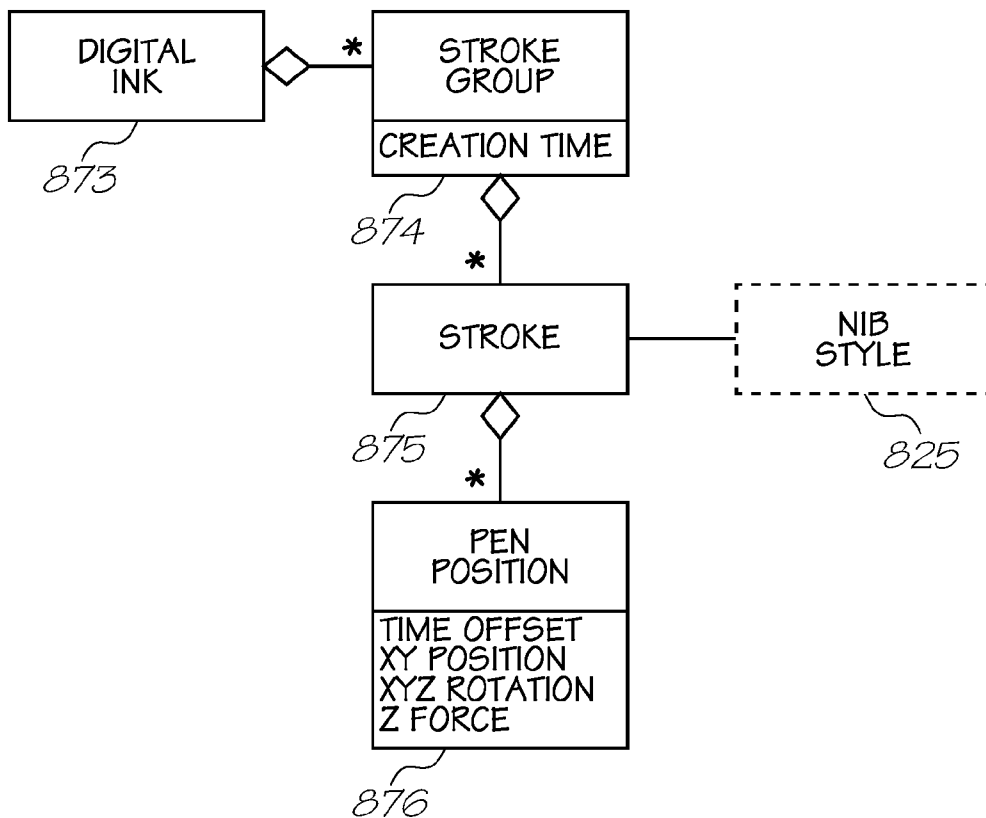 DIGITAL
INK
873
*
STROKE
GROUP
CREATION TIME
874
*
STROKE
875
NIB
STYLE
825
*
PEN
POSITION
TIME OFFSET
XY POSITION
XYZ ROTATION
Z FORCE
876